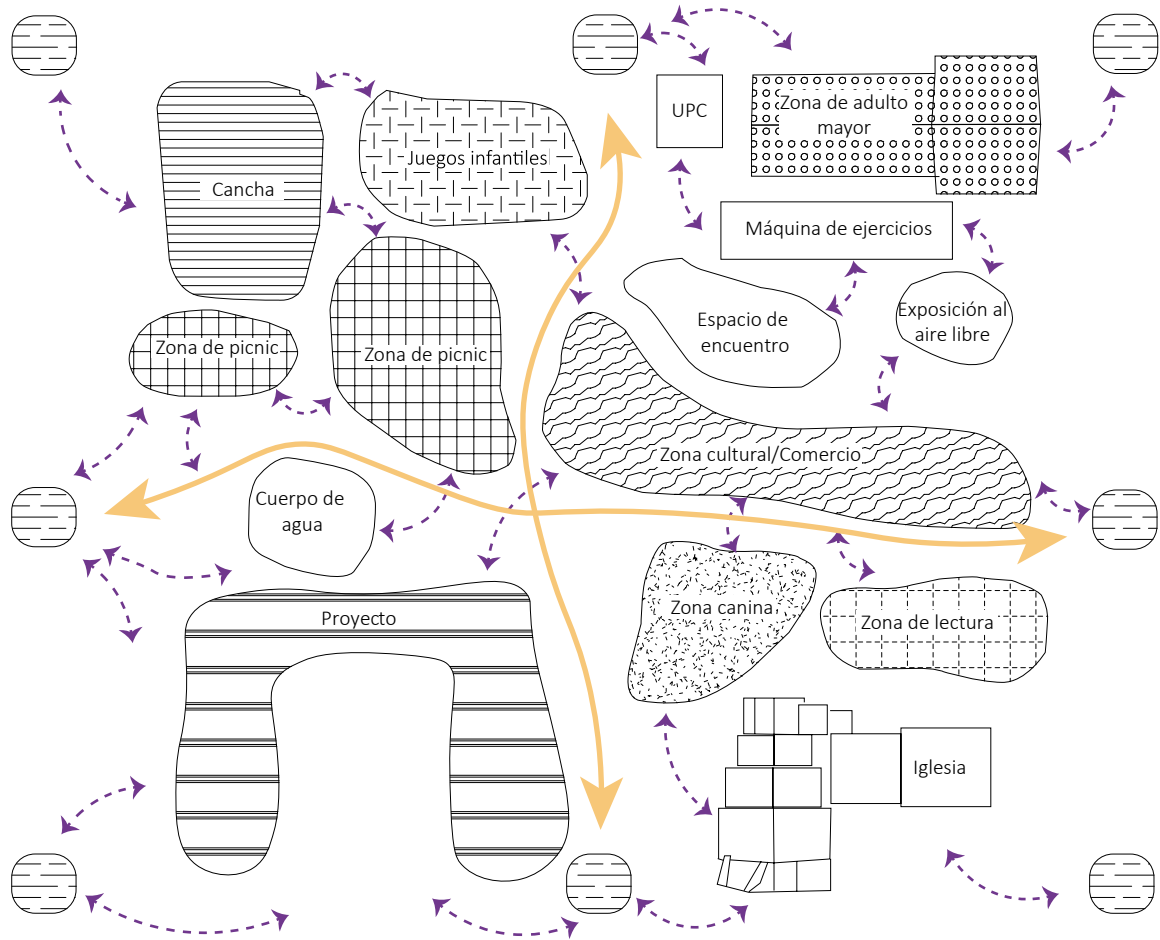 UPC
Zona de adulto
mayor
Juegos infantiles
Cancha
Máquina de ejercicios
Espacio de
encuentro
Exposición al
aire libre
Zona de picnic
Zona de picnic
Zona cultural/Comercio
Cuerpo de
agua
Proyecto
Zona canina
Zona de lectura
Iglesia